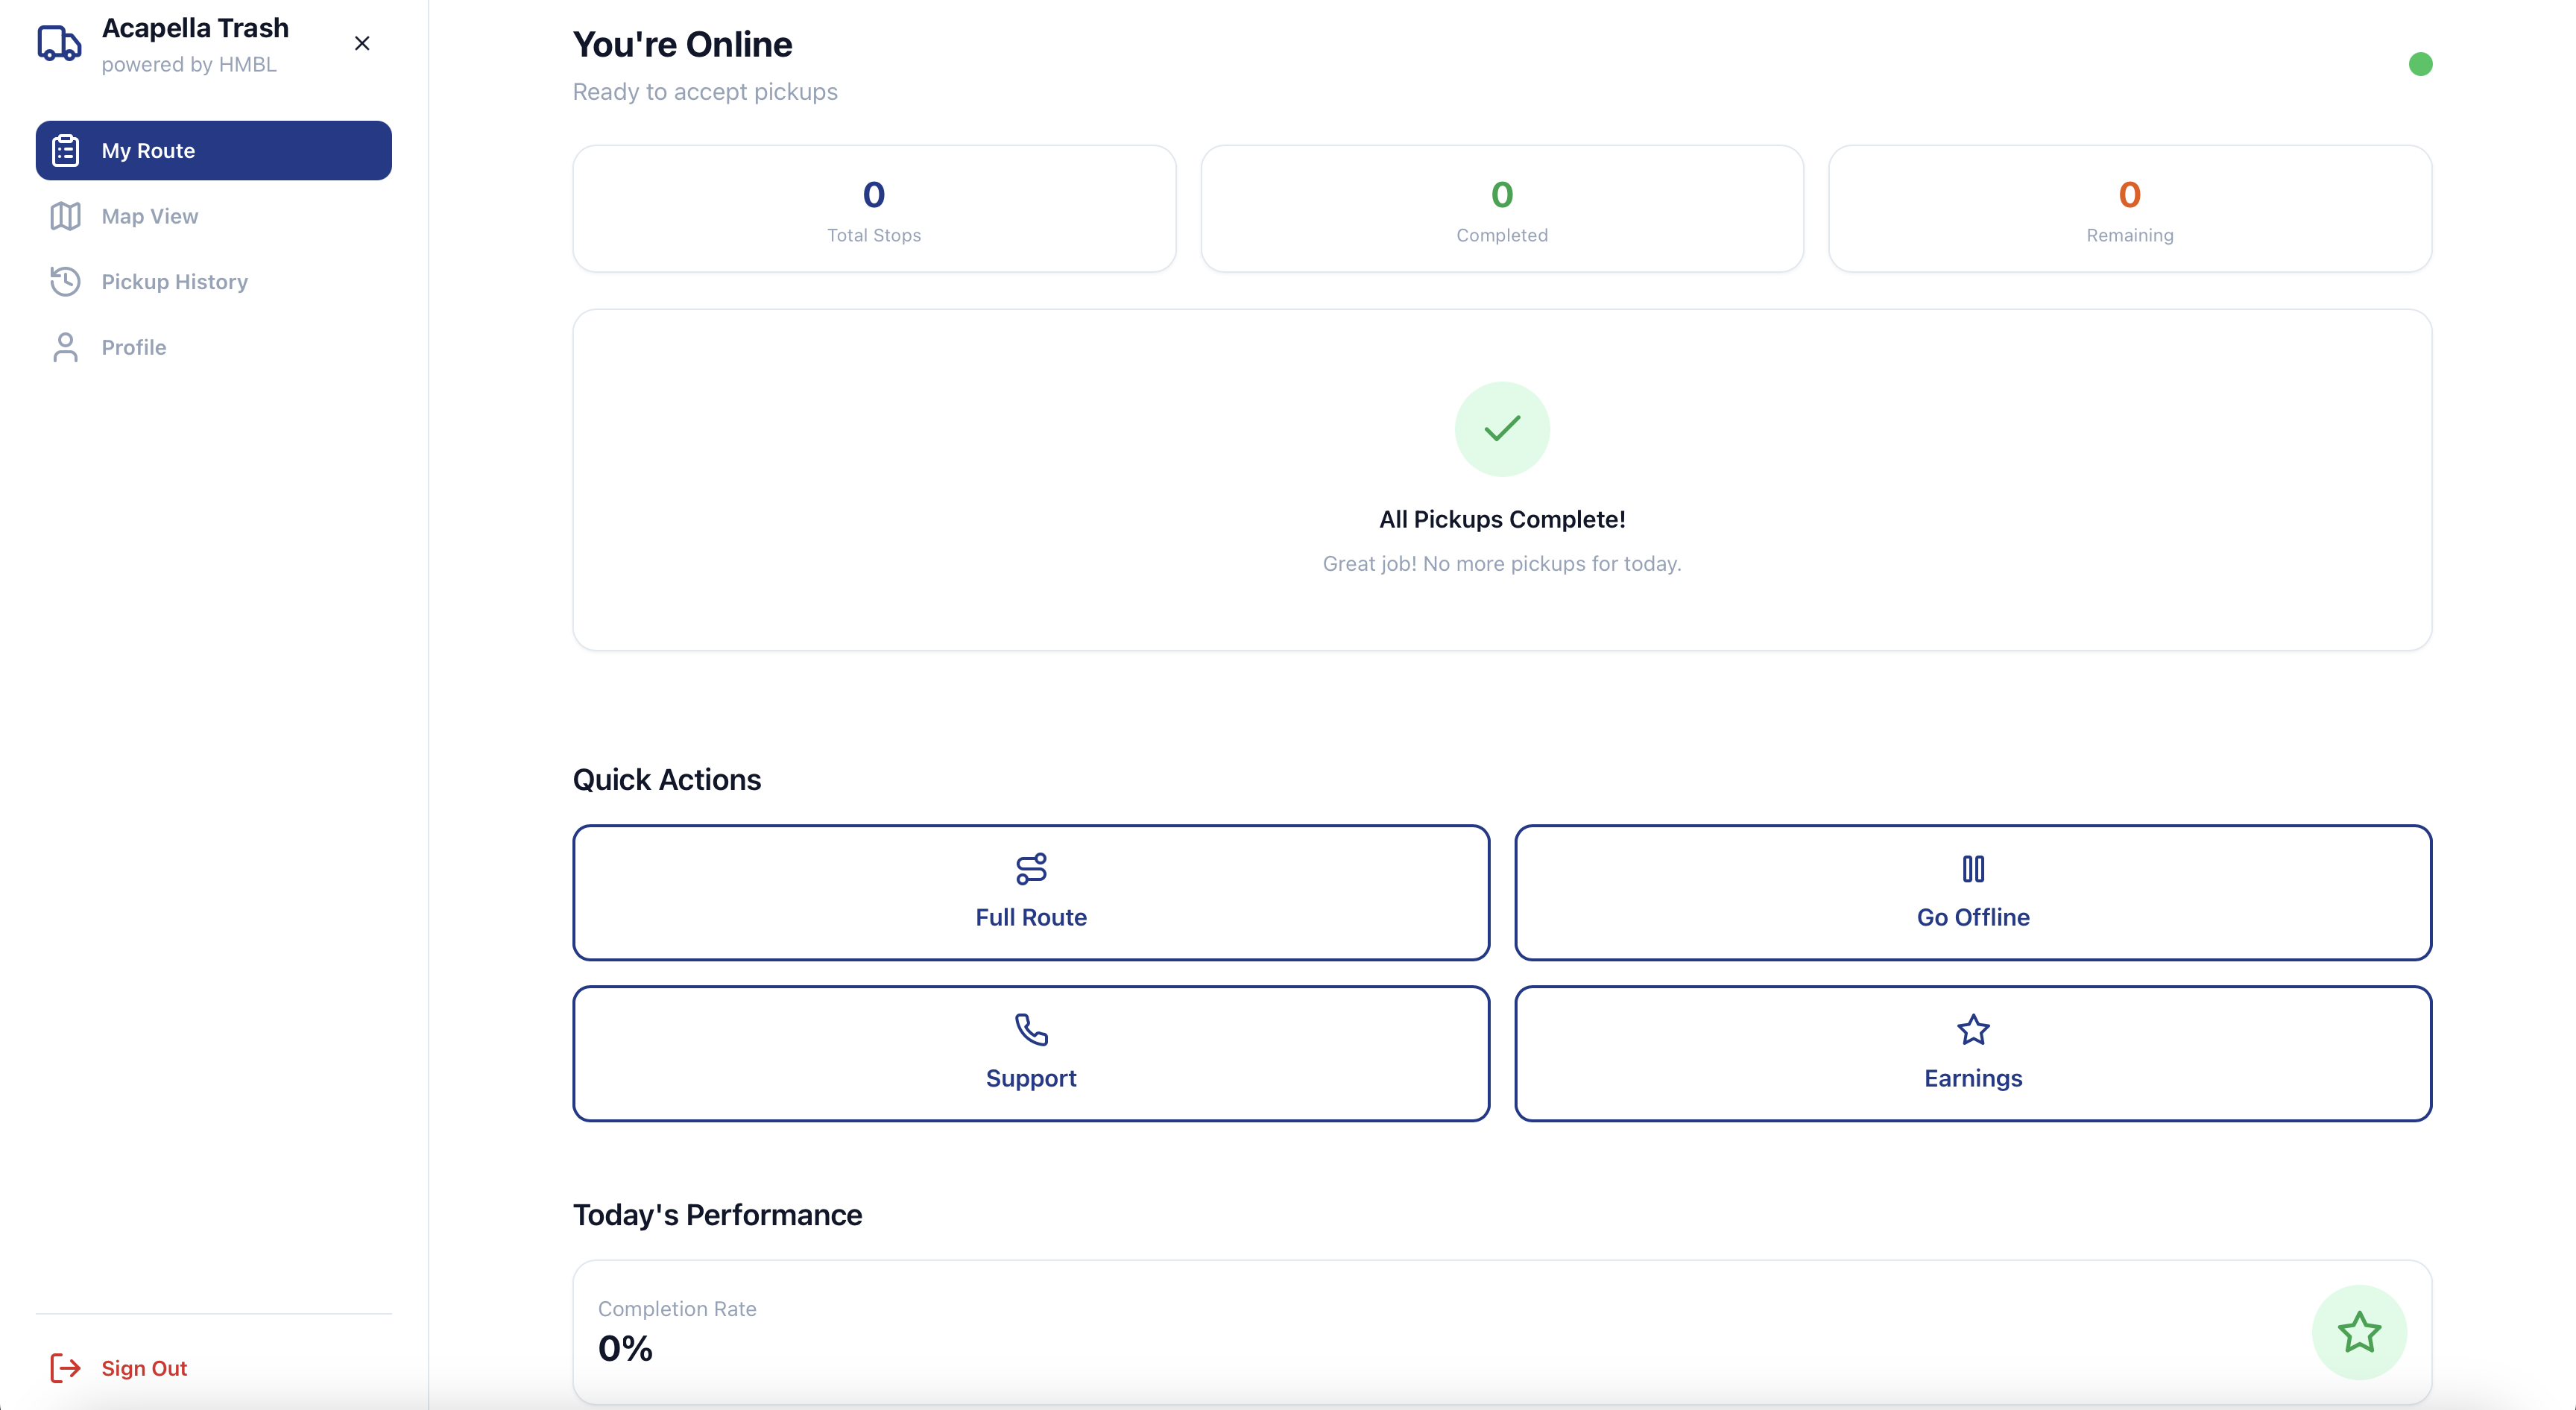 Acapella Trash
powered by HMBL
My Route
Map View
Pickup History
Profile
Sign Out
You're Online
Ready to accept pickups
0
Total Stops
0
Completed
0
Remaining
All Pickups Complete!
Great job! No more pickups for today.
Quick Actions
Full Route
Go Offline
Support
Earnings
Today's Performance
Completion Rate
0%